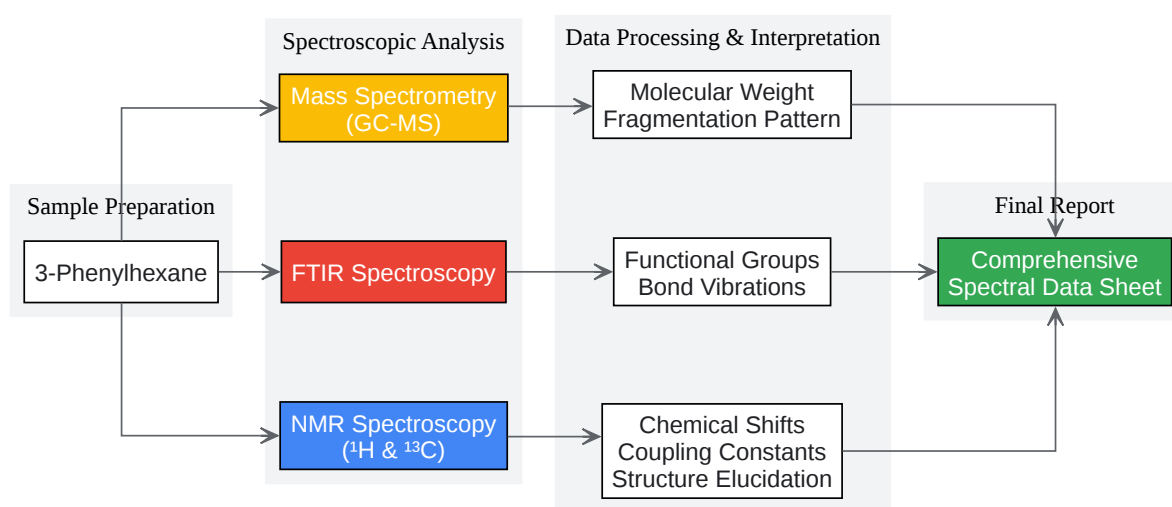 Spectroscopic Analysis
Data Processing & Interpretation
Mass Spectrometry
(GC-MS)
Molecular Weight
Fragmentation Pattern
Sample Preparation
Final Report
3-Phenylhexane
FTIR Spectroscopy
Functional Groups
Bond Vibrations
Comprehensive
Spectral Data Sheet
NMR Spectroscopy
(¹H & ¹³C)
Chemical Shifts
Coupling Constants
Structure Elucidation